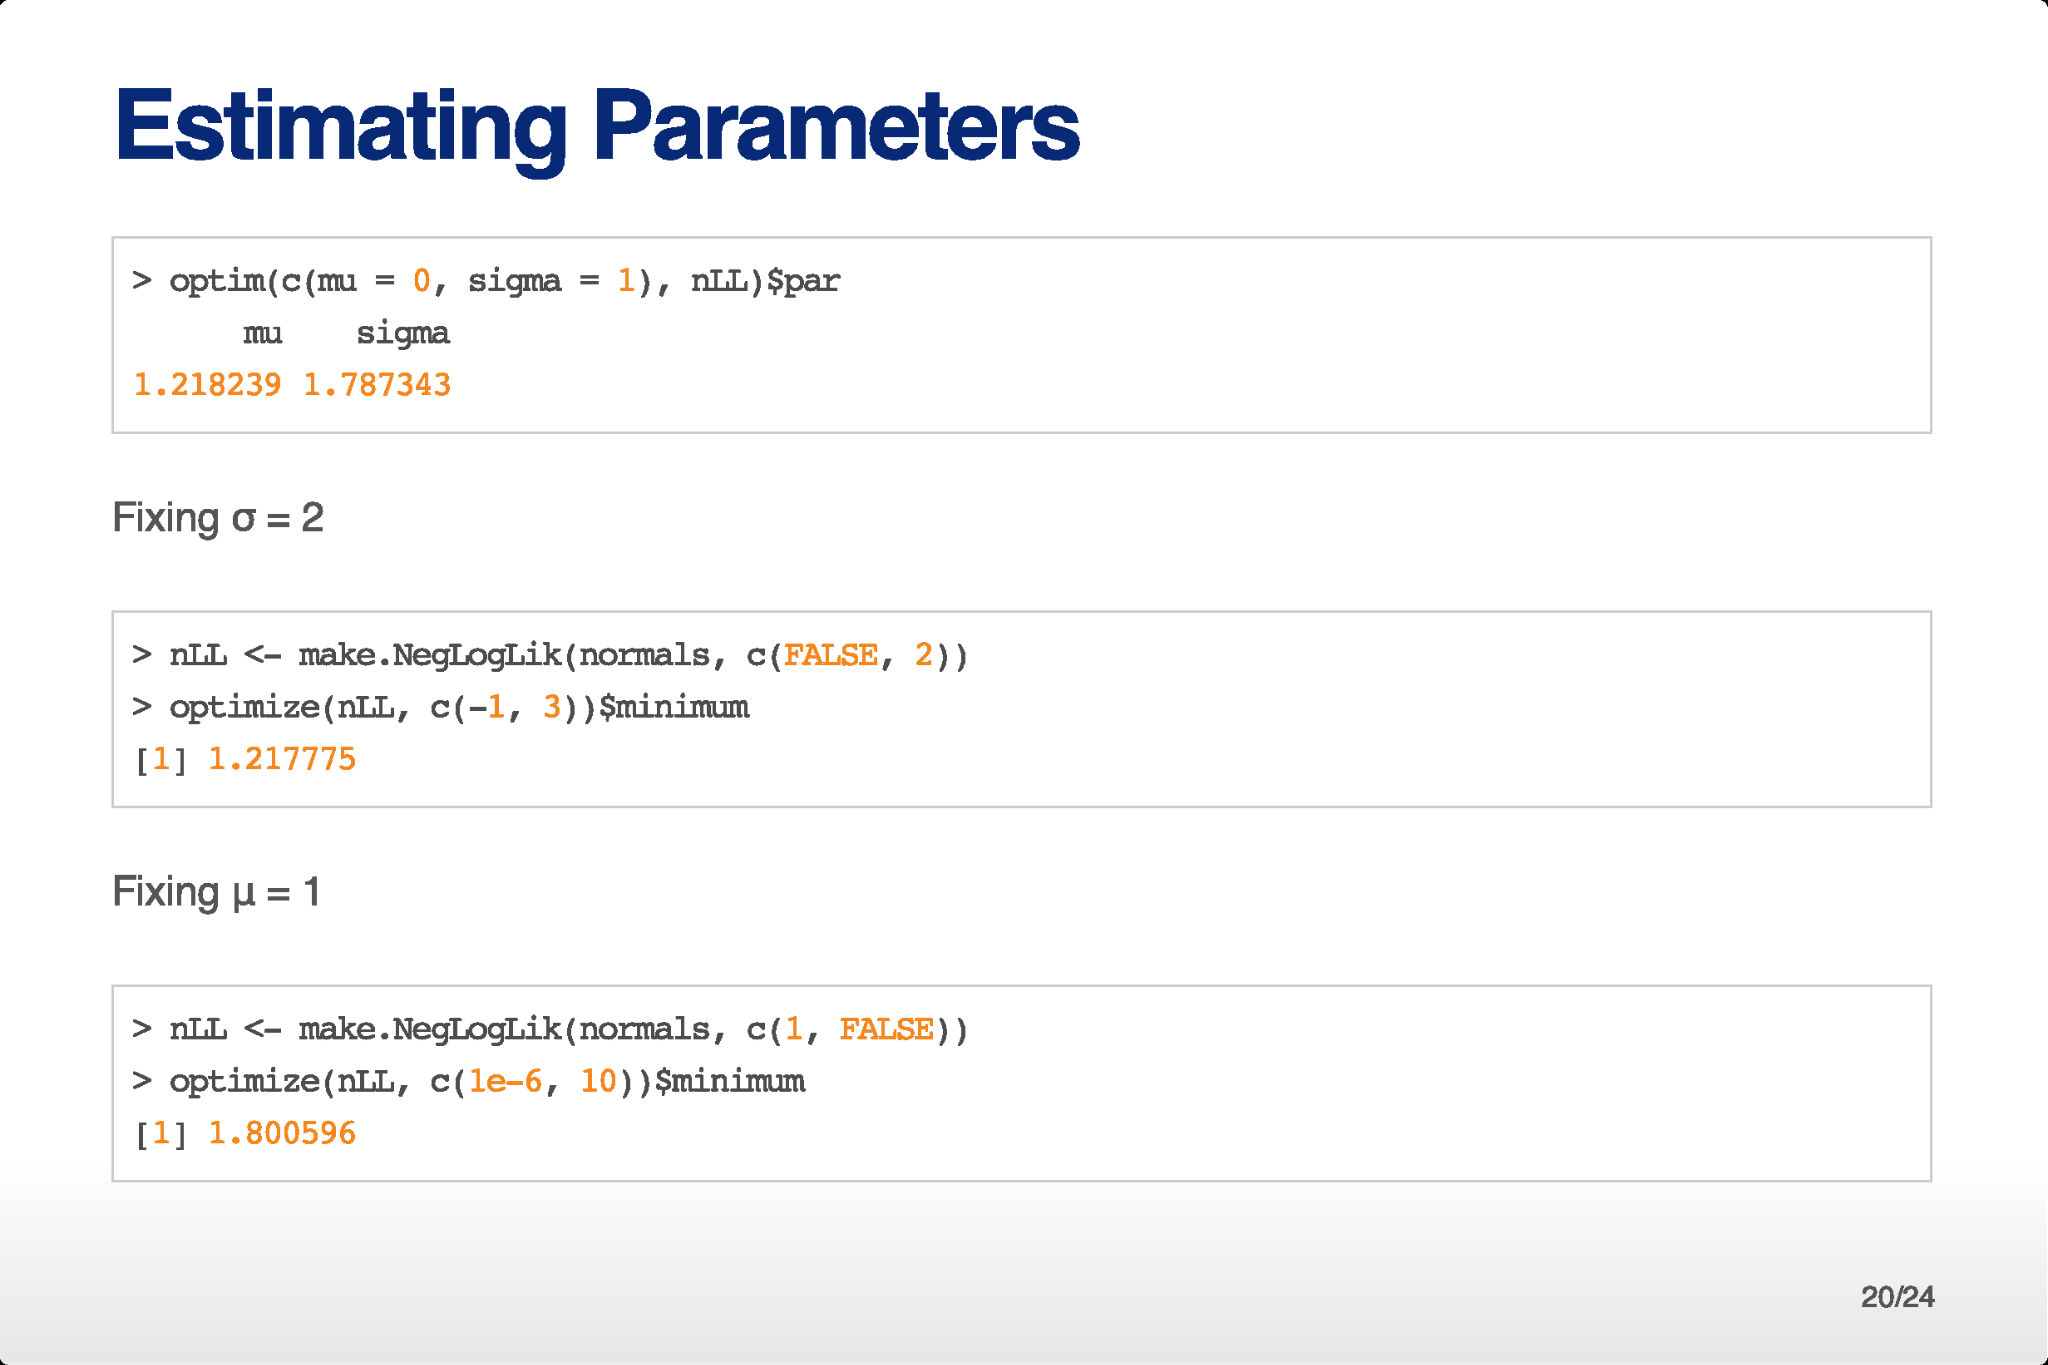 Estimating Parameters
> optim(c(mu = 0, sigma = 1), nLL)$par
      mu    sigma
1.218239 1.787343
Fixing σ = 2
> nLL <- make.NegLogLik(normals, c(FALSE, 2))
> optimize(nLL, c(-1, 3))$minimum
[1] 1.217775
Fixing μ = 1
> nLL <- make.NegLogLik(normals, c(1, FALSE))
> optimize(nLL, c(1e-6, 10))$minimum
[1] 1.800596
20/24